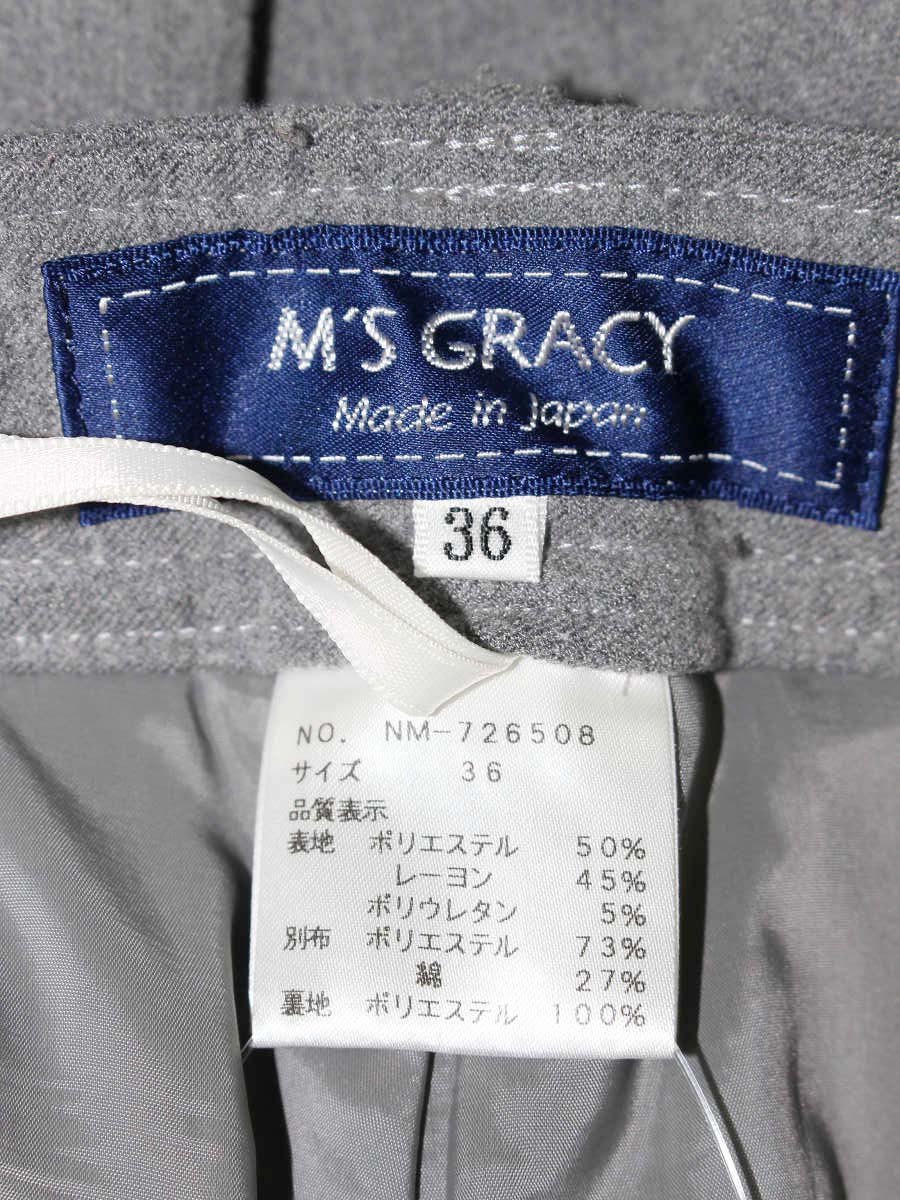 M'S GRACY
Made in Japan
36
NO. NM-726508
サイズ 36
品質表示
表地 ポリエステル 50%
レーヨン 45%
ポリウレタン 5%
別布 ポリエステル 73%
綿 27%
裏地 ポリエステル 100%